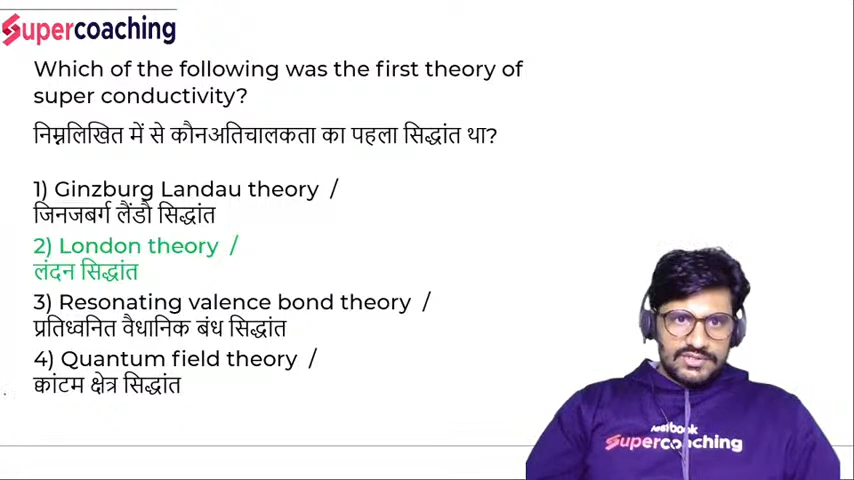 Supercoaching
Which of the following was the first theory of
super conductivity?
निम्नलिखित में से कौनअतिचालकता का पहला सिद्धांत था?
1) Ginzburg Landau theory /
जिनजबर्ग लैंडौ सिद्धांत
2) London theory /
लंदन सिद्धांत
3) Resonating valence bond theory /
प्रतिध्वनित वैधानिक बंध सिद्धांत
4) Quantum field theory /
क्वांटम क्षेत्र सिद्धांत
testbook
Supercoaching